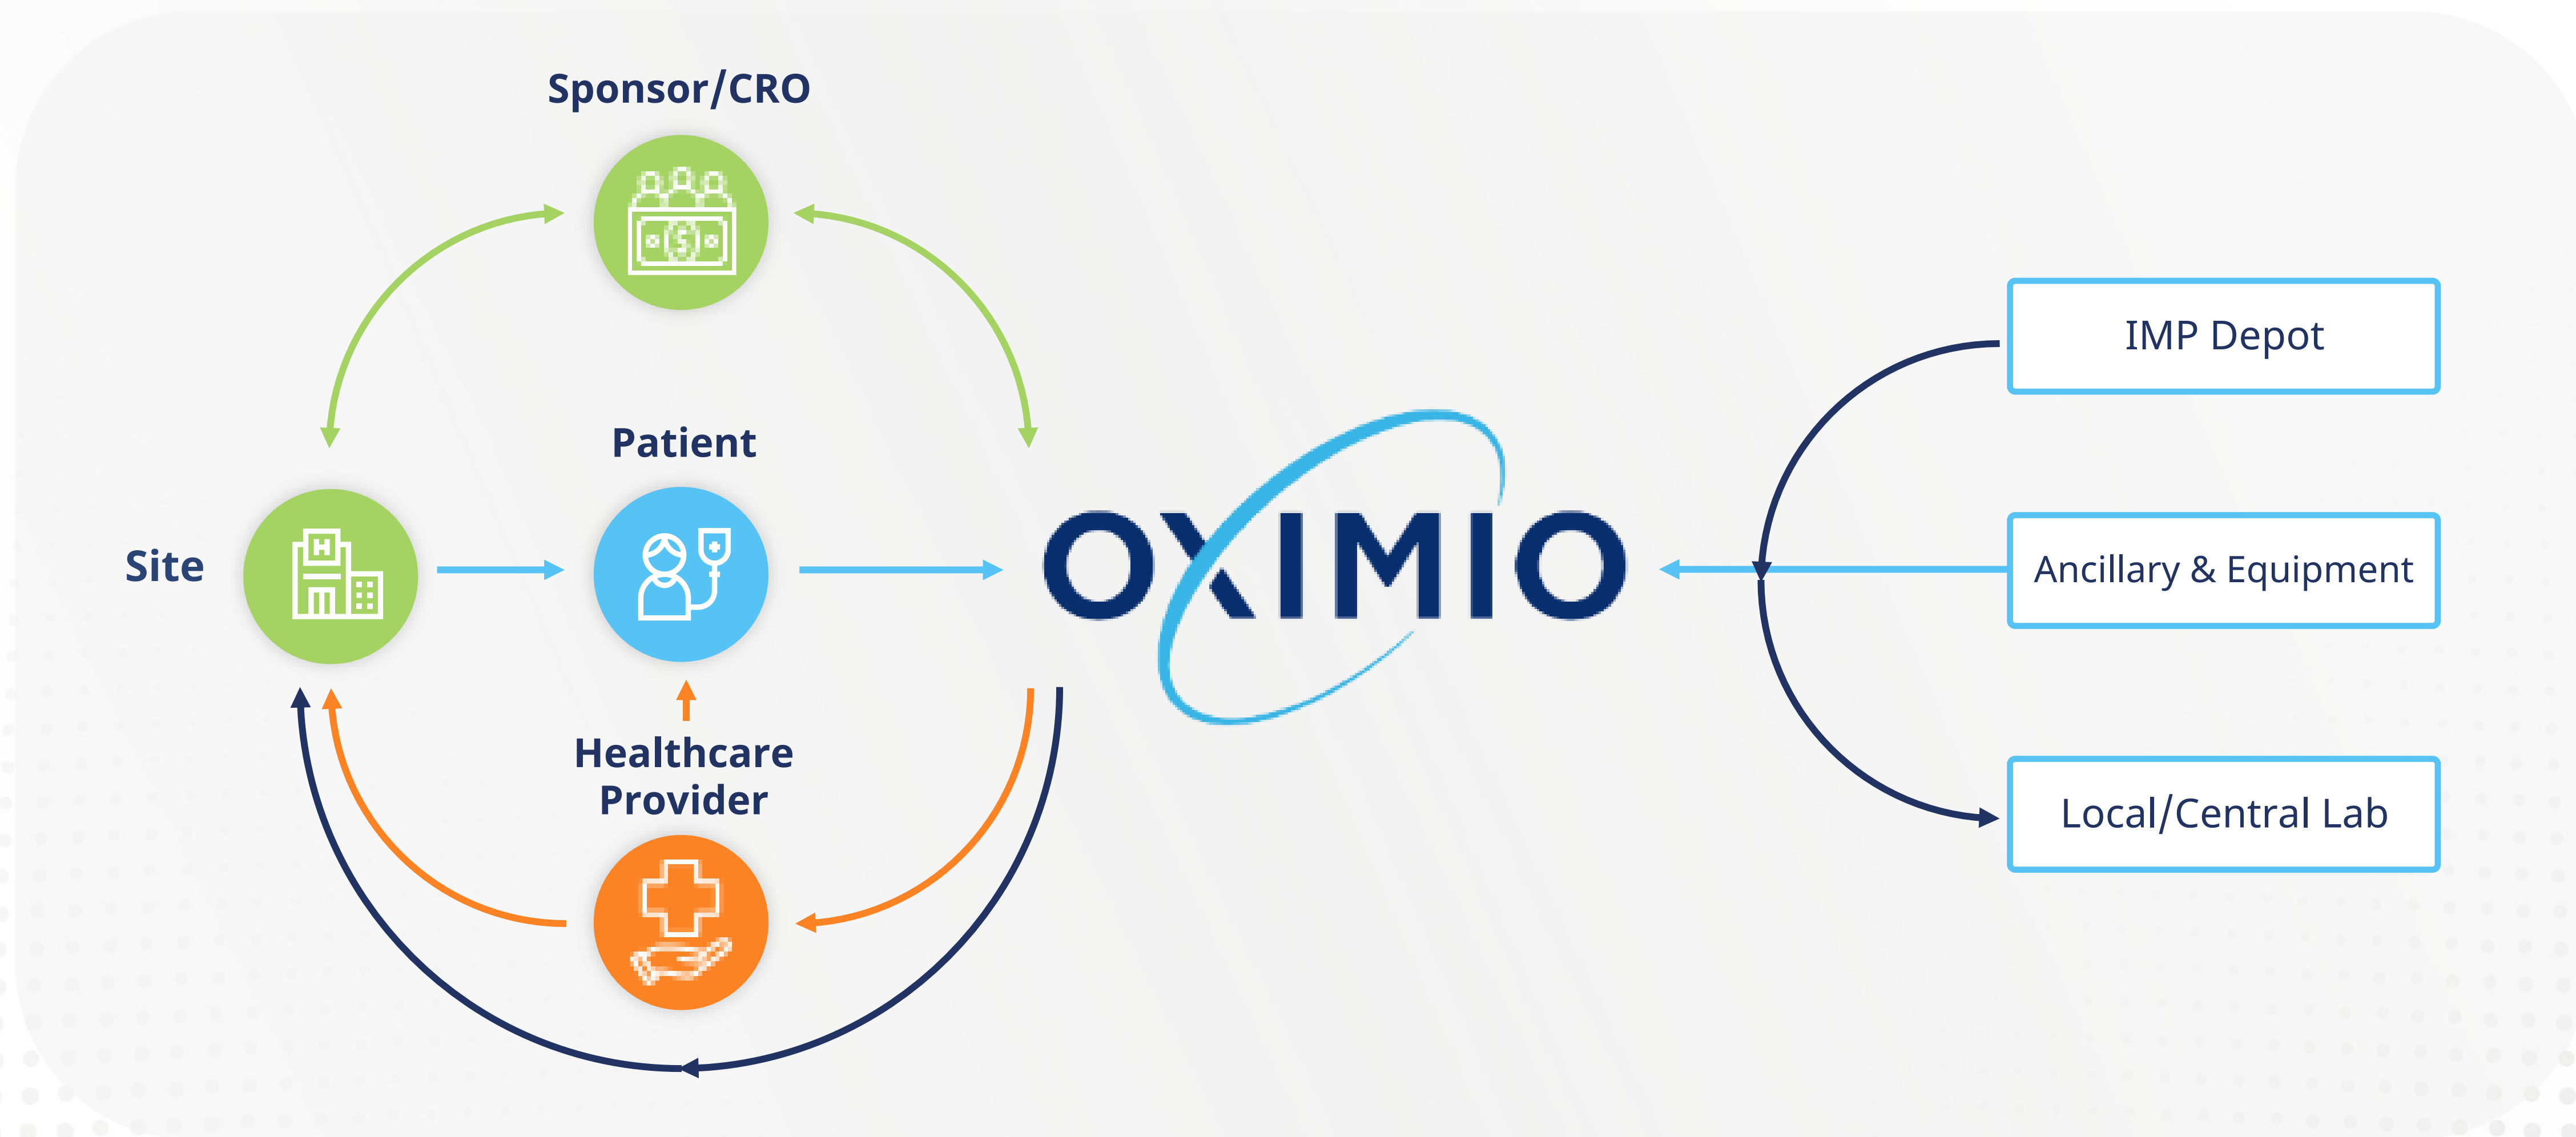 Sponsor/CRO
Patient
Site
Healthcare
Provider
OXIMIO
IMP Depot
Ancillary & Equipment
Local/Central Lab